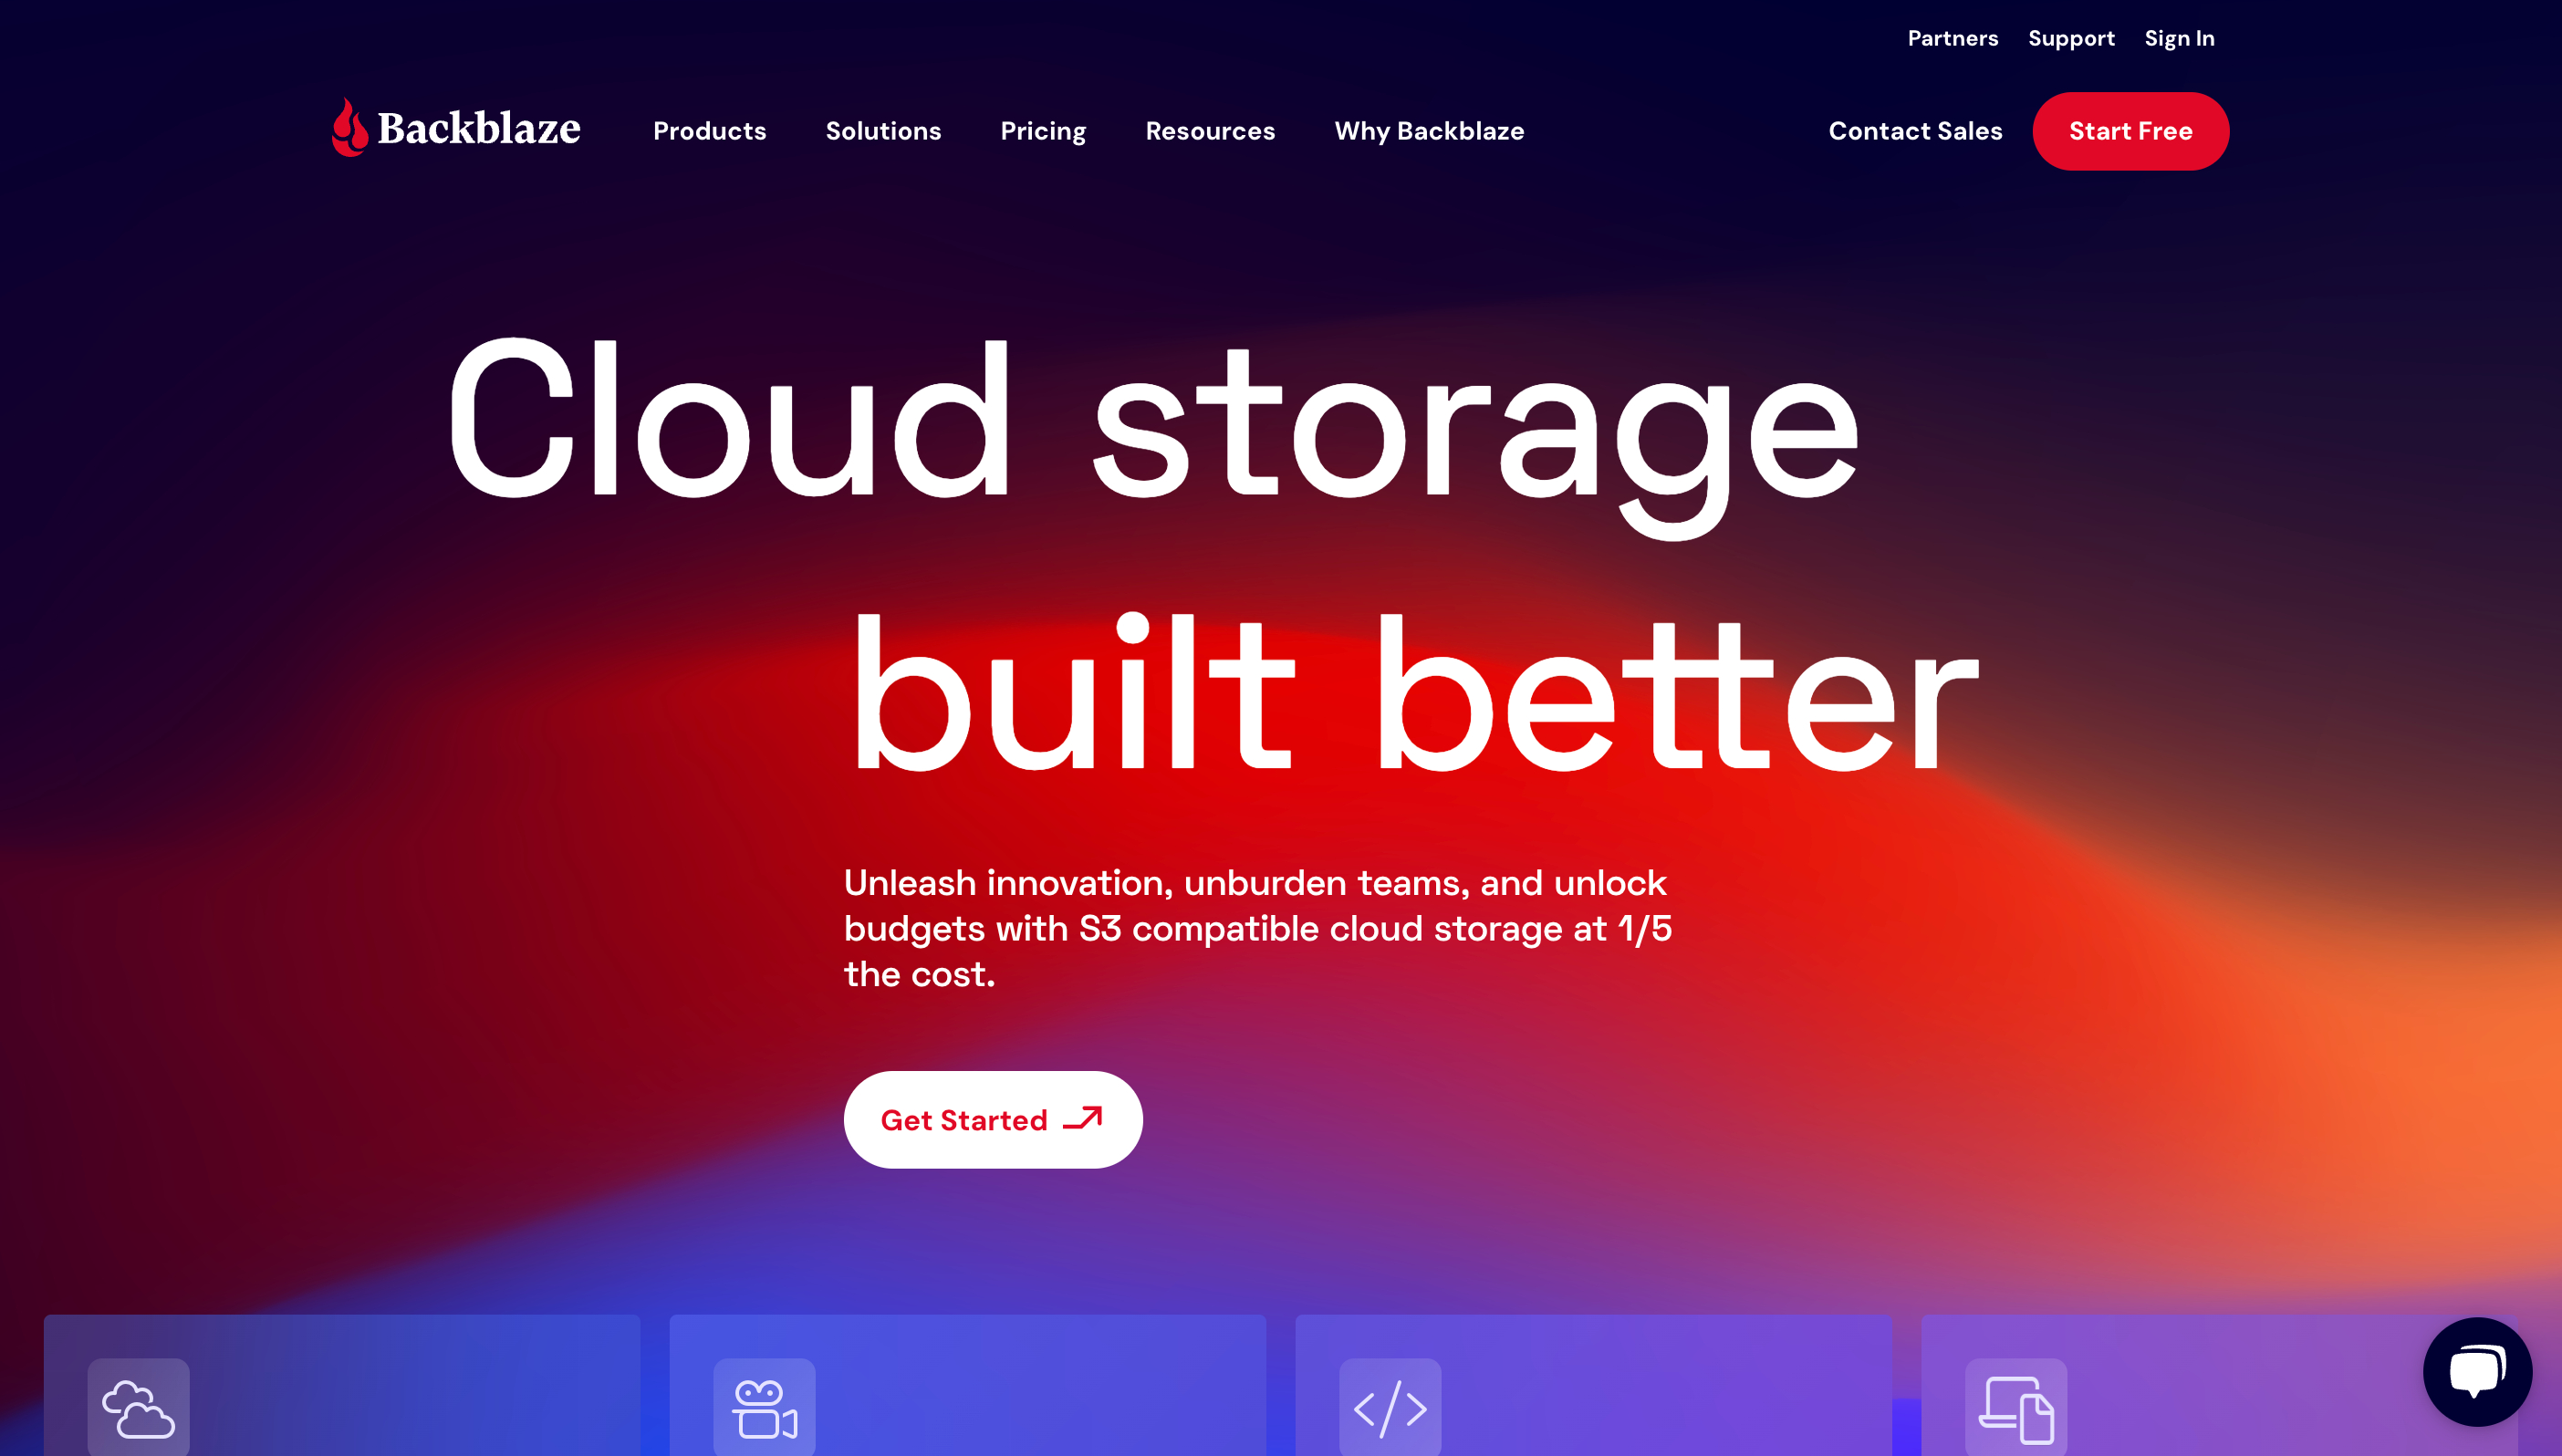 Partners Support Sign In
Backblaze Products Solutions Pricing Resources Why Backblaze Contact Sales Start Free
Cloud storage
built better
Unleash innovation, unburden teams, and unlock
budgets with S3 compatible cloud storage at 1/5
the cost.
Get Started